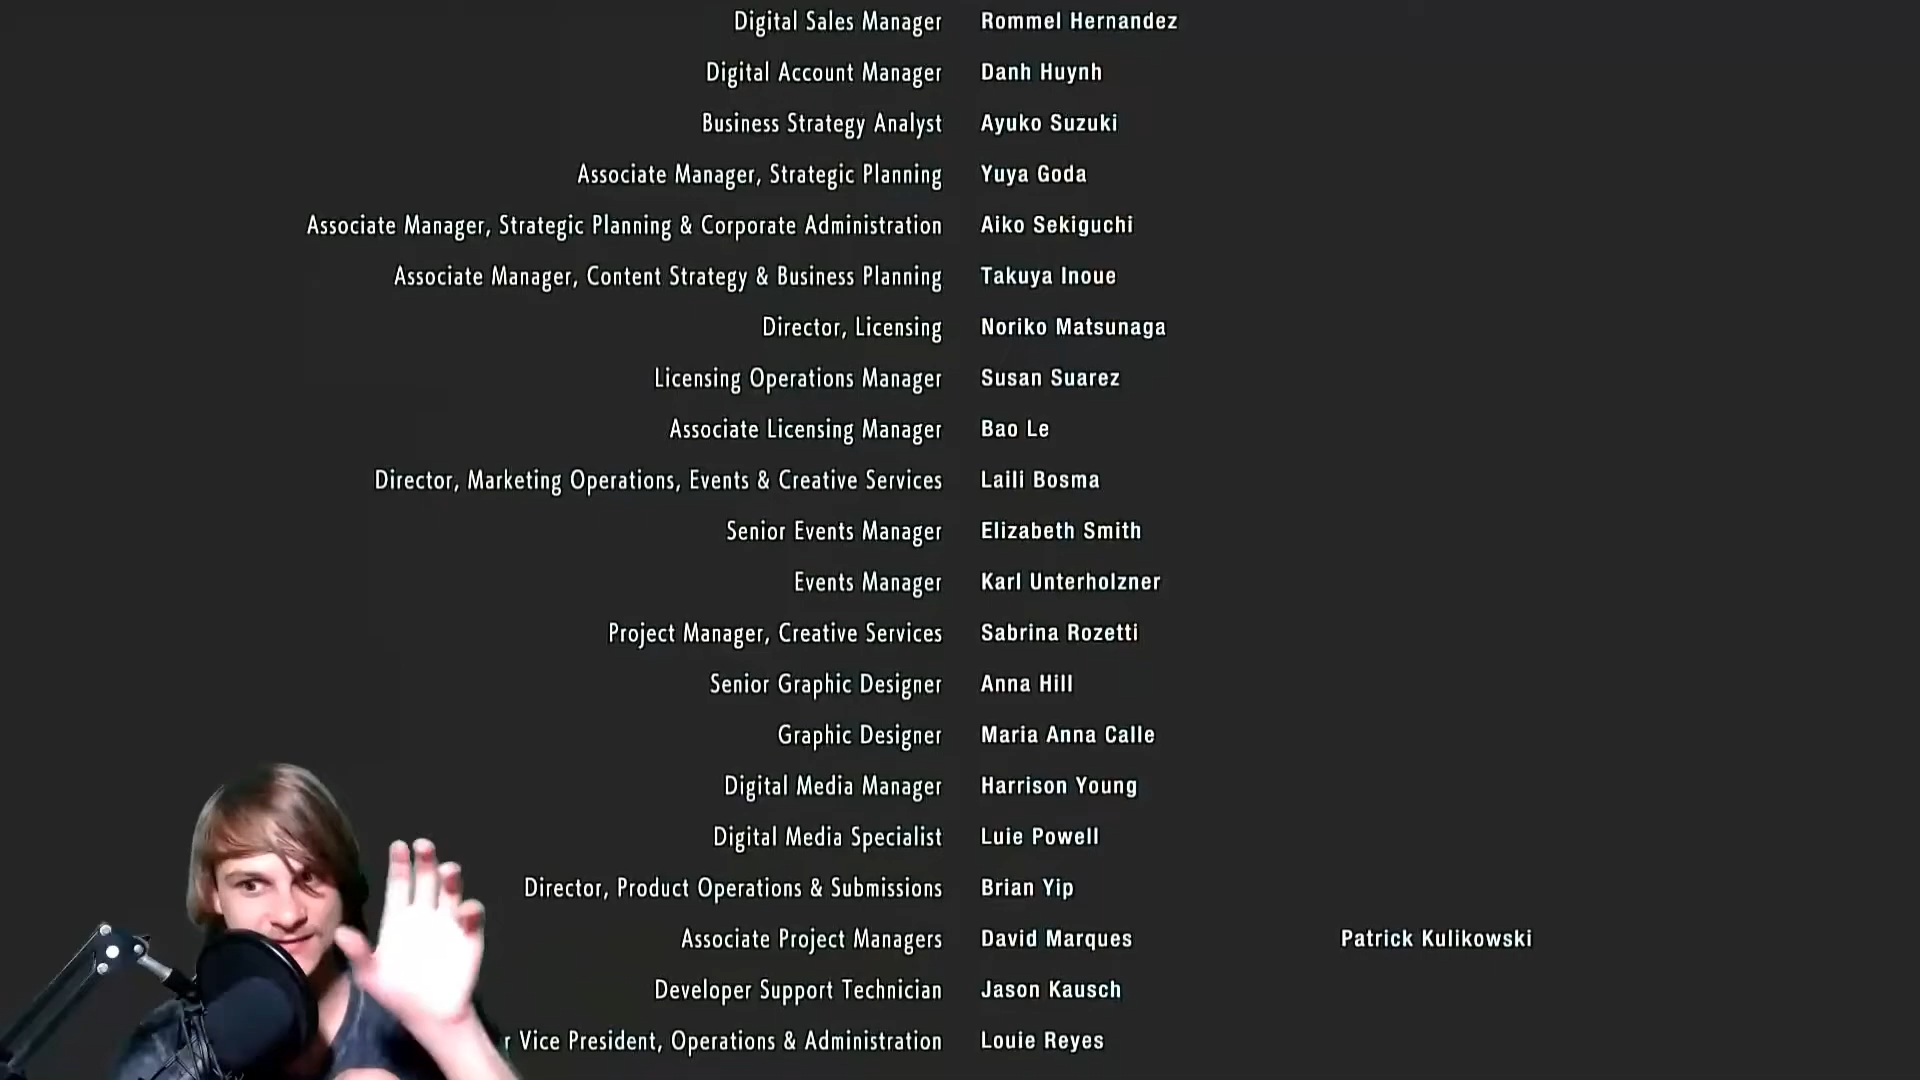 Digital Sales Manager Rommel Hernandez
Digital Account Manager Danh Huynh
Business Strategy Analyst Ayuko Suzuki
Associate Manager, Strategic Planning Yuya Goda
Associate Manager, Strategic Planning & Corporate Administration Aiko Sekiguchi
Associate Manager, Content Strategy & Business Planning Takuya Inoue
Director, Licensing Noriko Matsunaga
Licensing Operations Manager Susan Suarez
Associate Licensing Manager Bao Le
Director, Marketing Operations, Events & Creative Services Laili Bosma
Senior Events Manager Elizabeth Smith
Events Manager Karl Unterholzner
Project Manager, Creative Services Sabrina Rozetti
Senior Graphic Designer Anna Hill
Graphic Designer Maria Anna Calle
Digital Media Manager Harrison Young
Digital Media Specialist Luie Powell
Director, Product Operations & Submissions Brian Yip
Associate Project Managers David Marques Patrick Kulikowski
Developer Support Technician Jason Kausch
Vice President, Operations & Administration Louie Reyes